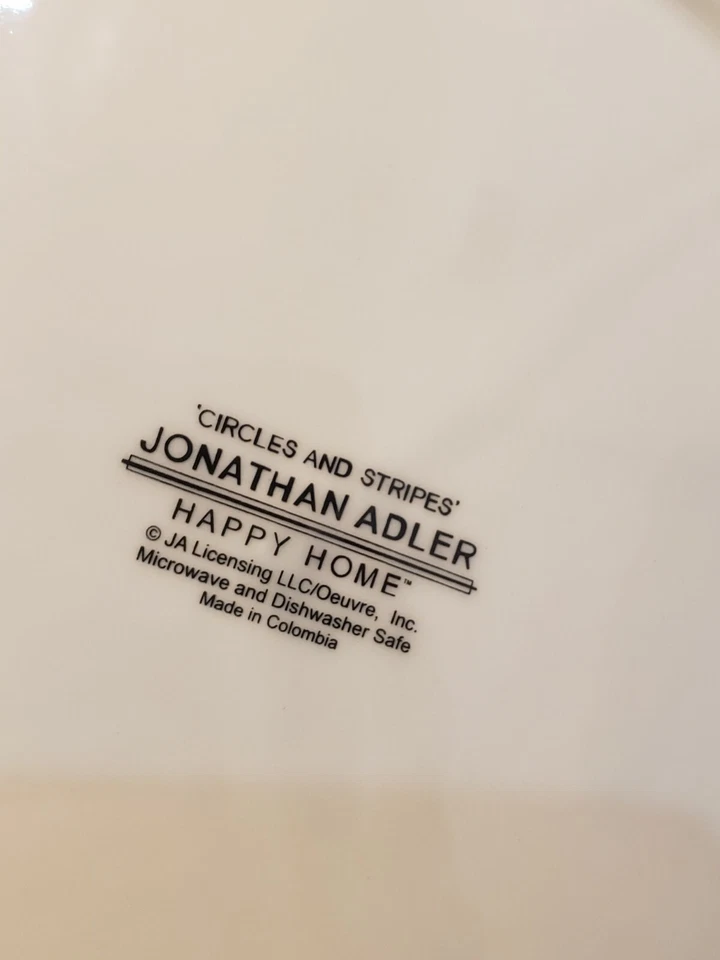 'CIRCLES AND STRIPES'
JONATHAN ADLER
HAPPY HOME™
© JA Licensing LLC/Oeuvre, Inc.
Microwave and Dishwasher Safe
Made in Colombia